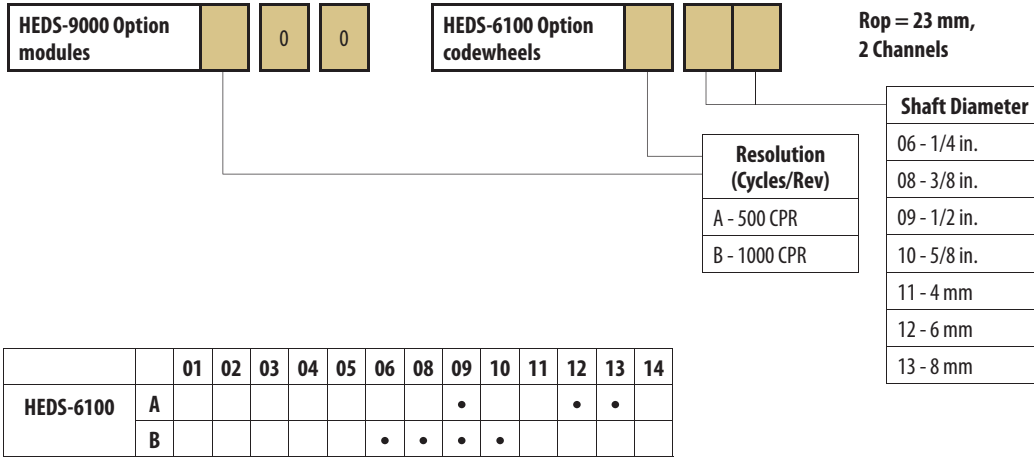 HEDS-9000 Option
modules
0
0
HEDS-6100 Option
codewheels
Rop = 23 mm,
2 Channels
Shaft Diameter
06 - 1/4 in.
08 - 3/8 in.
09 - 1/2 in.
10 - 5/8 in.
11 - 4 mm
12 - 6 mm
13 - 8 mm
Resolution
(Cycles/Rev)
A - 500 CPR
B - 1000 CPR
01 02 03 04 05 06 08 09 10 11 12 13 14
HEDS-6100 A • • •
B • • • •